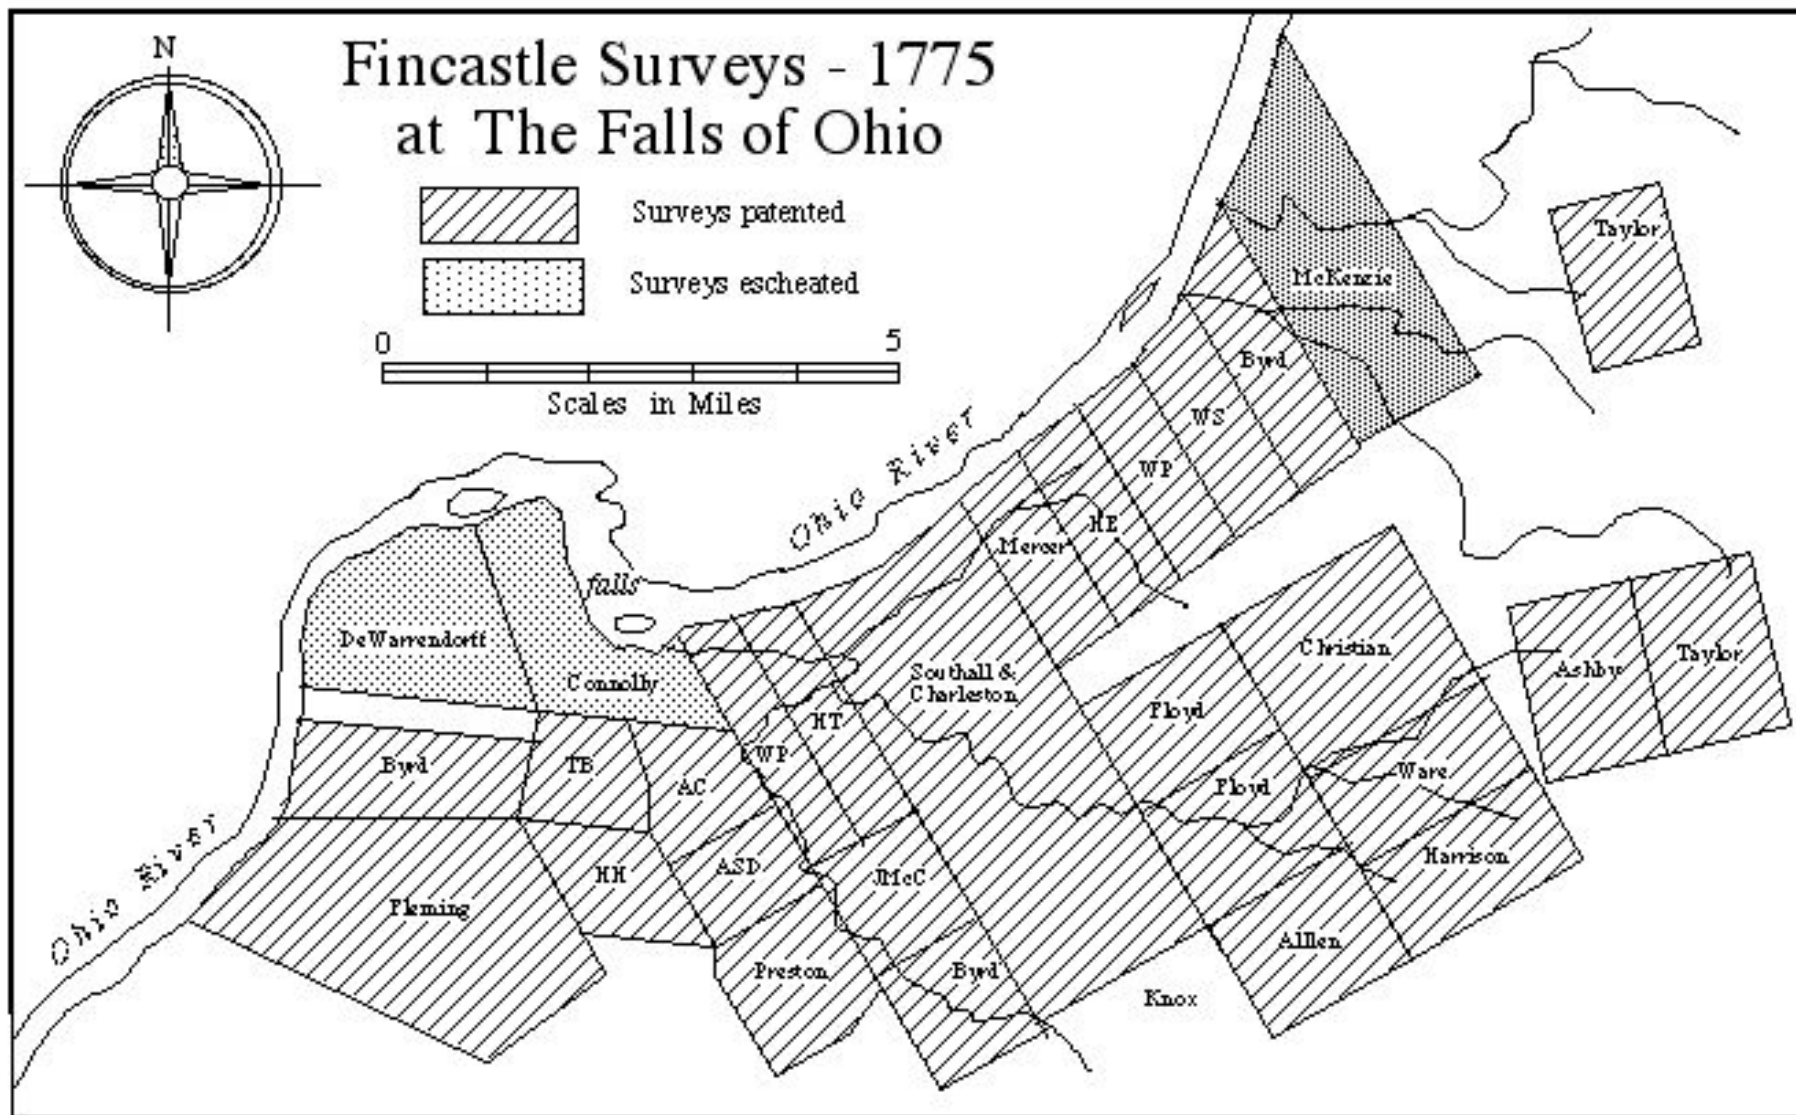 N
Fincastle Surveys - 1775
at The Falls of Ohio
Surveys patented
Surveys escheated
0 5
Scales in Miles
Taylor
McKenzie
Byrd
WS
WP
HE
Mercer
Ohio River
falls
DeWarrendorff
Connolly
Southall &
Charleston
Christian
Ashby
Taylor
Floyd
HT
WP
Byrd
TB
AC
Floyd
Ware
Harrison
HH
ASD
JMcC
Fleming
Ohio River
Preston
Byrd
Alllen
Knox